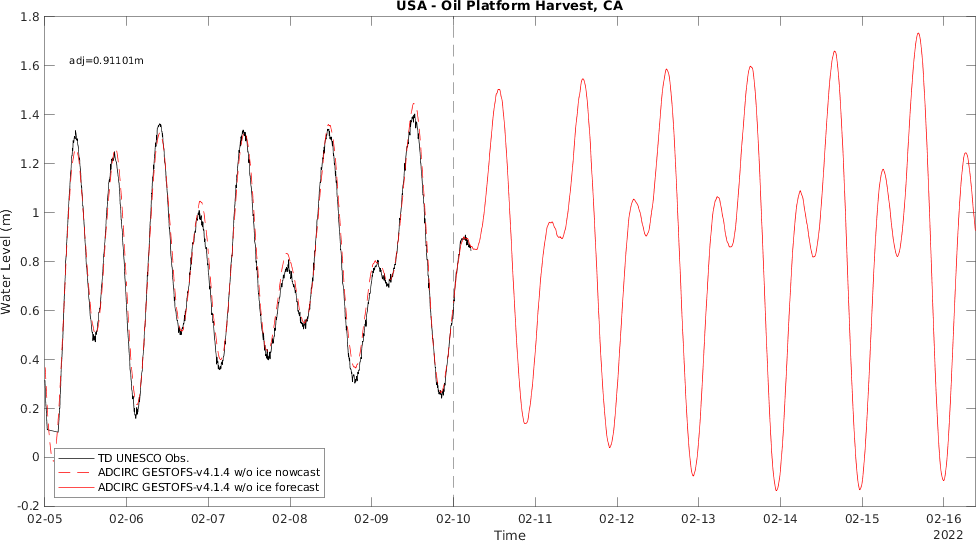 USA - Oil Platform Harvest, CA
1.8
1.6
1.4
1.2
1
0.8
0.6
0.4
0.2
0
-0.2
Water Level (m)
adj=0.91101m
TD UNESCO Obs.
ADCIRC GESTOFS-v4.1.4 w/o ice nowcast
ADCIRC GESTOFS-v4.1.4 w/o ice forecast
02-05 02-06 02-07 02-08 02-09 02-10 02-11 02-12 02-13 02-14 02-15 02-16
2022
Time